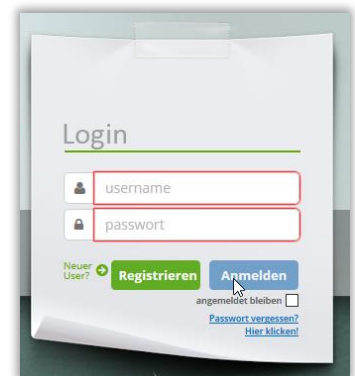 Login
username
passwort
Neuer
User?
Registrieren
Anmelden
angemeldet bleiben
Passwort vergessen?
Hier klicken!